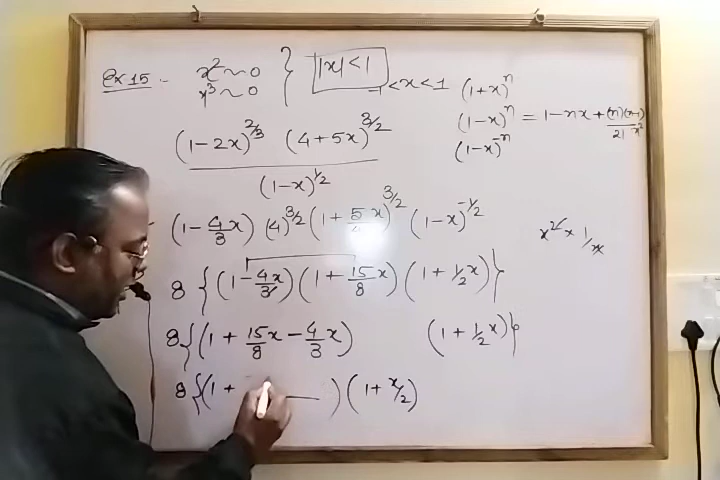 Ex 15 :-
x² ~ 0
x³ ~ 0 } |x| < 1
-1 < x < 1
(1+x)ⁿ
(1-x)ⁿ = 1-nx + (n)(n-1)/2! x²
(1-x)⁻ⁿ
(1-2x)^{2/3} (4+5x)^{3/2} / (1-x)^{1/2}
(1 - 4/3 x) (4)^{3/2} (1 + 5/4 x)^{3/2} (1-x)^{-1/2}
8 { (1 - 4x/3) (1 + 15/8 x) (1 + 1/2 x) }
8 { (1 + 15/8 x - 4/3 x) (1 + 1/2 x) }
8 { (1 + ) (1 + x/2)